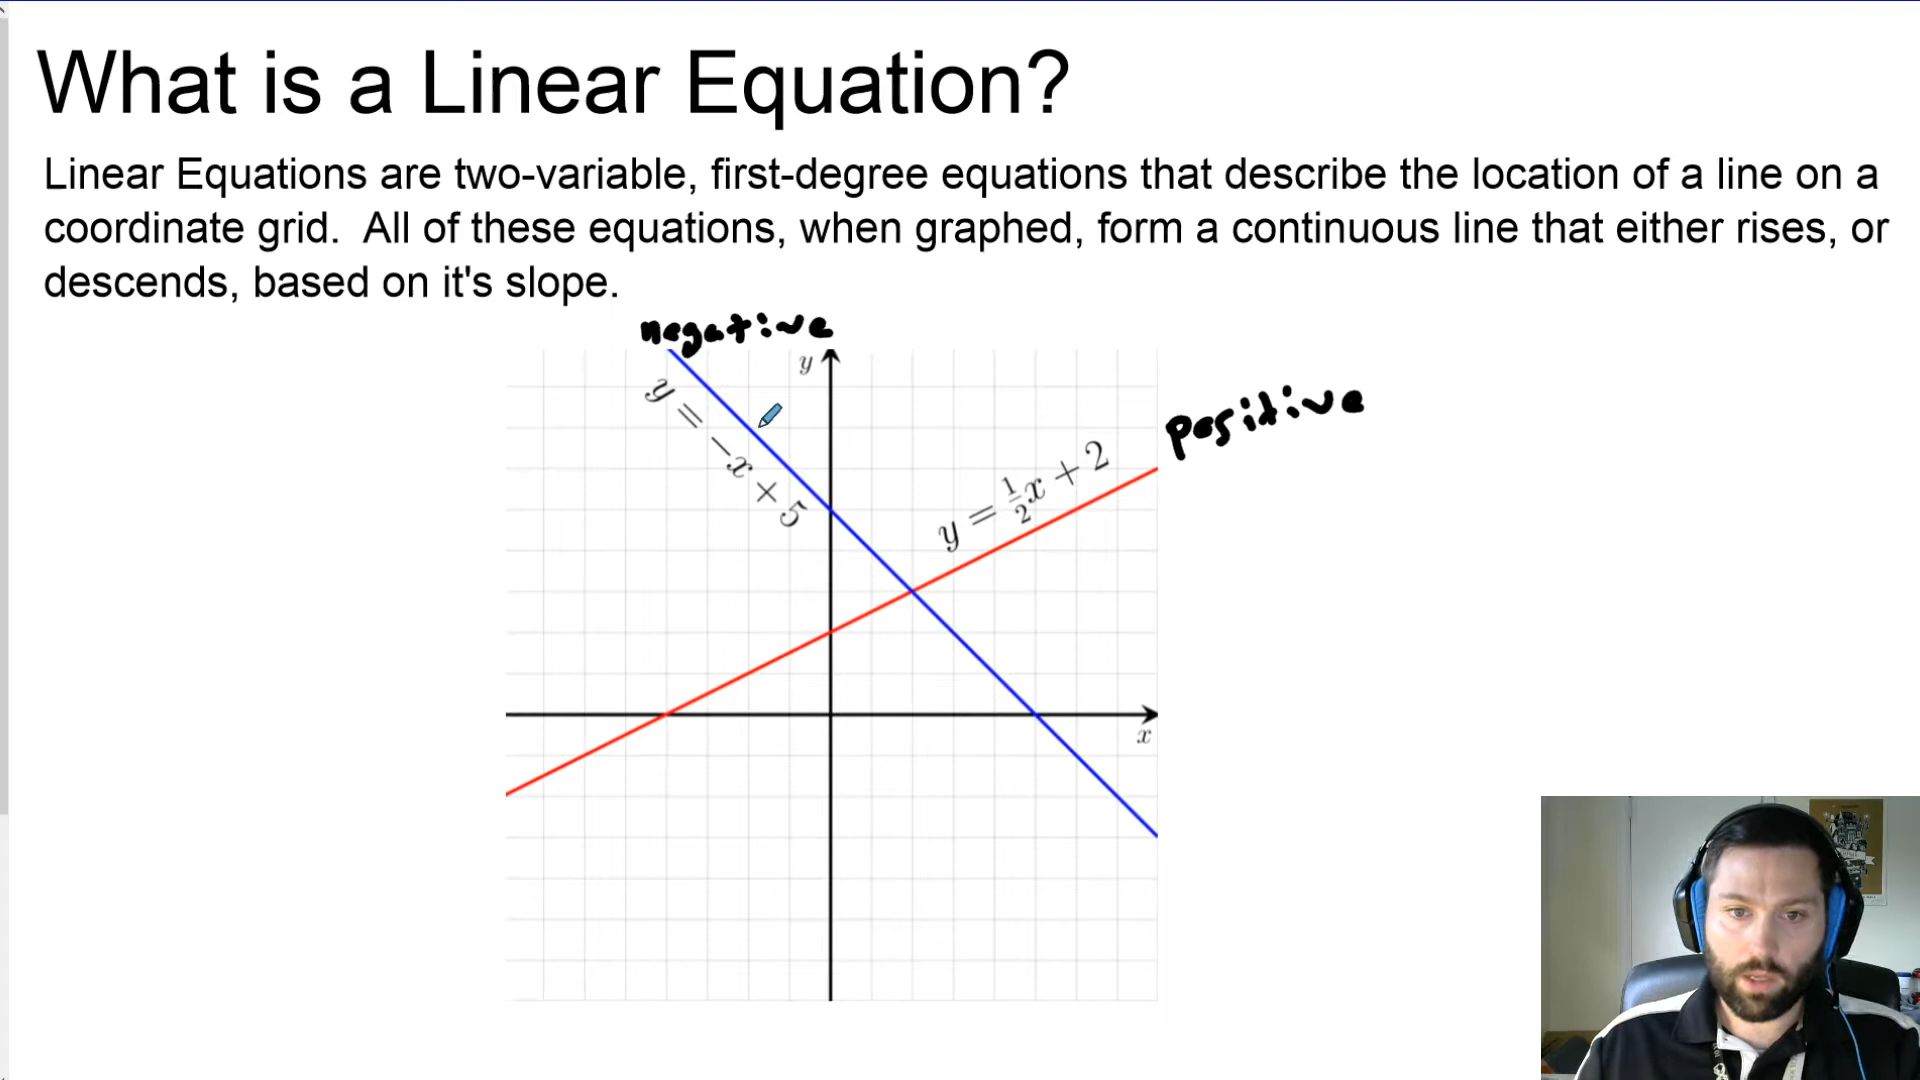 What is a Linear Equation?
Linear Equations are two-variable, first-degree equations that describe the location of a line on a
coordinate grid.  All of these equations, when graphed, form a continuous line that either rises, or
descends, based on it's slope.
negative
y
positive
y = -x + 5
y = \frac{1}{2}x + 2
x